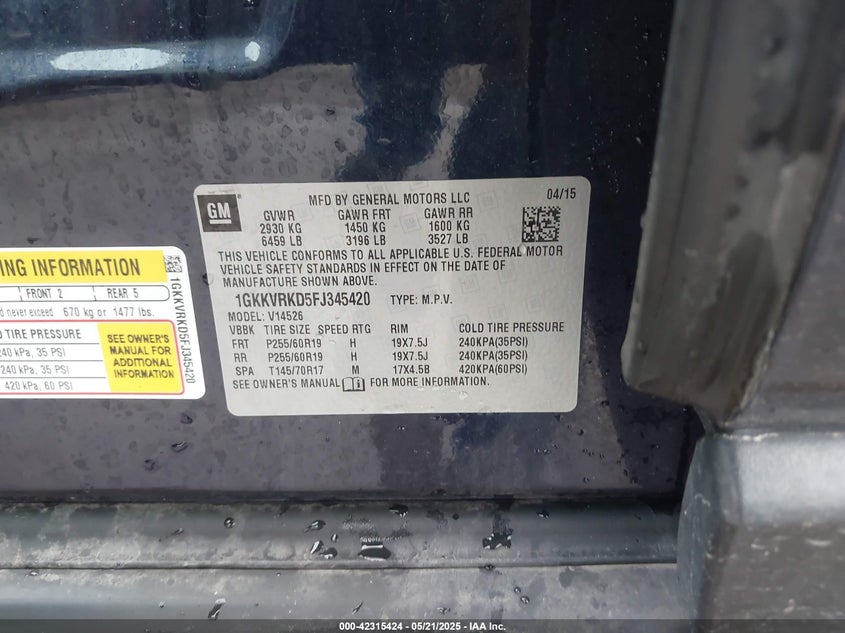 GM
MFD BY GENERAL MOTORS LLC 04/15
GVWR GAWR FRT GAWR RR
2930 KG 1450 KG 1600 KG
6459 LB 3196 LB 3527 LB
THIS VEHICLE CONFORMS TO ALL APPLICABLE U.S. FEDERAL MOTOR
VEHICLE SAFETY STANDARDS IN EFFECT ON THE DATE OF
MANUFACTURE SHOWN ABOVE.
1GKKVRKD5FJ345420 TYPE: M.P.V.
MODEL: V14526
VBBK TIRE SIZE SPEED RTG RIM COLD TIRE PRESSURE
FRT P255/60R19 H 19X7.5J 240KPA(35PSI)
RR P255/60R19 H 19X7.5J 240KPA(35PSI)
SPA T145/70R17 M 17X4.5B 420KPA(60PSI)
SEE OWNER'S MANUAL FOR MORE INFORMATION.
ING INFORMATION
FRONT 2 REAR 5
never exceed 670 kg or 1477 lbs.
TIRE PRESSURE
240 kPa, 35 PSI
240 kPa, 35 PSI
420 kPa, 60 PSI
SEE OWNER'S
MANUAL FOR
ADDITIONAL
INFORMATION
1GKKVRKD5FJ345420
000-42315424 - 05/21/2025 - IAA Inc.